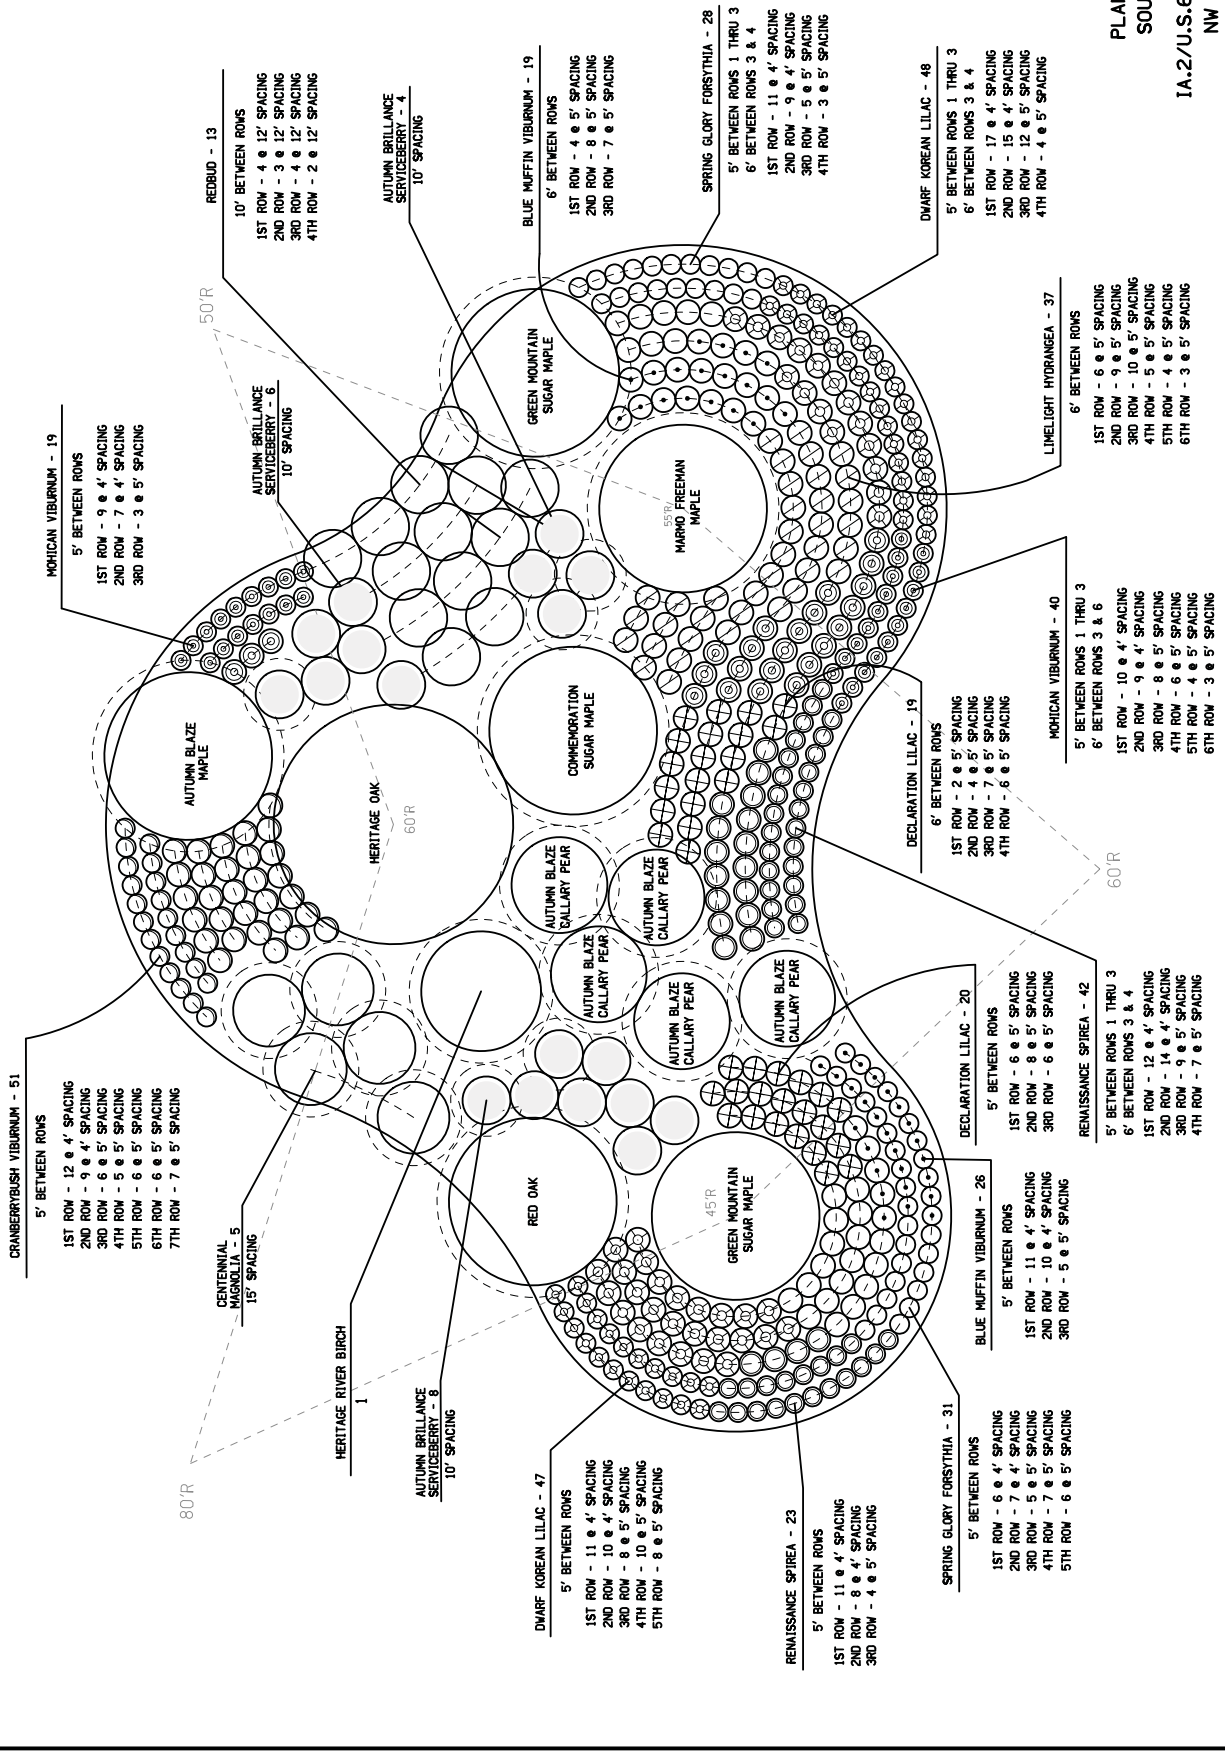 CRANBERRYBUSH VIBURNUM - 51
5' BETWEEN ROWS
1ST ROW - 12 @ 4' SPACING
2ND ROW - 9 @ 4' SPACING
3RD ROW - 6 @ 5' SPACING
4TH ROW - 5 @ 5' SPACING
5TH ROW - 6 @ 5' SPACING
6TH ROW - 6 @ 5' SPACING
7TH ROW - 7 @ 5' SPACING
MOHICAN VIBURNUM - 19
5' BETWEEN ROWS
1ST ROW - 9 @ 4' SPACING
2ND ROW - 7 @ 4' SPACING
3RD ROW - 3 @ 5' SPACING
REDBUD - 13
10' BETWEEN ROWS
1ST ROW - 4 @ 12' SPACING
2ND ROW - 3 @ 12' SPACING
3RD ROW - 4 @ 12' SPACING
4TH ROW - 2 @ 12' SPACING
80'R
CENTENNIAL
MAGNOLIA - 5
15' SPACING
AUTUMN BLAZE
MAPLE
AUTUMN BRILLANCE
SERVICEBERRY - 6
10' SPACING
50'R
HERITAGE RIVER BIRCH
1
HERITAGE OAK
60'R
AUTUMN BRILLANCE
SERVICEBERRY - 4
10' SPACING
AUTUMN BRILLANCE
SERVICEBERRY - 8
10' SPACING
RED OAK
AUTUMN BLAZE
CALLARY PEAR
COMMEMORATION
SUGAR MAPLE
GREEN MOUNTAIN
SUGAR MAPLE
BLUE MUFFIN VIBURNUM - 19
6' BETWEEN ROWS
1ST ROW - 4 @ 5' SPACING
2ND ROW - 8 @ 5' SPACING
3RD ROW - 7 @ 5' SPACING
DWARF KOREAN LILAC - 47
5' BETWEEN ROWS
1ST ROW - 11 @ 4' SPACING
2ND ROW - 10 @ 4' SPACING
3RD ROW - 8 @ 5' SPACING
4TH ROW - 10 @ 5' SPACING
5TH ROW - 8 @ 5' SPACING
AUTUMN BLAZE
CALLARY PEAR
AUTUMN BLAZE
CALLARY PEAR
AUTUMN BLAZE
CALLARY PEAR
AUTUMN BLAZE
CALLARY PEAR
45'R
GREEN MOUNTAIN
SUGAR MAPLE
55'R
MARMO FREEMAN
MAPLE
SPRING GLORY FORSYTHIA - 28
5' BETWEEN ROWS 1 THRU 3
6' BETWEEN ROWS 3 & 4
1ST ROW - 11 @ 4' SPACING
2ND ROW - 9 @ 4' SPACING
3RD ROW - 5 @ 5' SPACING
4TH ROW - 3 @ 5' SPACING
RENAISSANCE SPIREA - 23
5' BETWEEN ROWS
1ST ROW - 11 @ 4' SPACING
2ND ROW - 8 @ 4' SPACING
3RD ROW - 4 @ 5' SPACING
DECLARATION LILAC - 19
6' BETWEEN ROWS
1ST ROW - 2 @ 5' SPACING
2ND ROW - 4 @ 5' SPACING
3RD ROW - 7 @ 5' SPACING
4TH ROW - 6 @ 5' SPACING
DWARF KOREAN LILAC - 48
5' BETWEEN ROWS 1 THRU 3
6' BETWEEN ROWS 3 & 4
1ST ROW - 17 @ 4' SPACING
2ND ROW - 15 @ 4' SPACING
3RD ROW - 12 @ 5' SPACING
4TH ROW - 4 @ 5' SPACING
SPRING GLORY FORSYTHIA - 31
5' BETWEEN ROWS
1ST ROW - 6 @ 4' SPACING
2ND ROW - 7 @ 4' SPACING
3RD ROW - 5 @ 5' SPACING
4TH ROW - 7 @ 5' SPACING
5TH ROW - 6 @ 5' SPACING
BLUE MUFFIN VIBURNUM - 26
5' BETWEEN ROWS
1ST ROW - 11 @ 4' SPACING
2ND ROW - 10 @ 4' SPACING
3RD ROW - 5 @ 5' SPACING
DECLARATION LILAC - 20
5' BETWEEN ROWS
1ST ROW - 6 @ 5' SPACING
2ND ROW - 8 @ 5' SPACING
3RD ROW - 6 @ 5' SPACING
RENAISSANCE SPIREA - 42
5' BETWEEN ROWS 1 THRU 3
6' BETWEEN ROWS 3 & 4
1ST ROW - 12 @ 4' SPACING
2ND ROW - 14 @ 4' SPACING
3RD ROW - 9 @ 5' SPACING
4TH ROW - 7 @ 5' SPACING
60'R
MOHICAN VIBURNUM - 40
5' BETWEEN ROWS 1 THRU 3
6' BETWEEN ROWS 3 & 6
1ST ROW - 10 @ 4' SPACING
2ND ROW - 9 @ 4' SPACING
3RD ROW - 8 @ 5' SPACING
4TH ROW - 6 @ 5' SPACING
5TH ROW - 4 @ 5' SPACING
6TH ROW - 3 @ 5' SPACING
LIMELIGHT HYDRANGEA - 37
6' BETWEEN ROWS
1ST ROW - 6 @ 5' SPACING
2ND ROW - 9 @ 5' SPACING
3RD ROW - 10 @ 5' SPACING
4TH ROW - 5 @ 5' SPACING
5TH ROW - 4 @ 5' SPACING
6TH ROW - 3 @ 5' SPACING
PLA
SOU
IA.2/U.S.6
NW